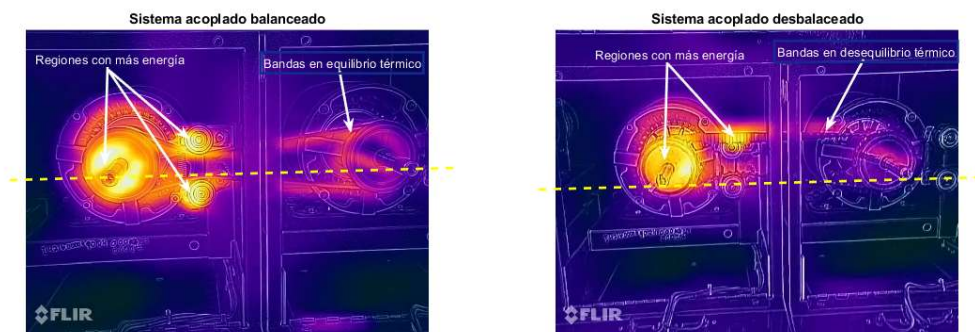 Sistema acoplado balanceado
Regiones con más energía
Bandas en equilibrio térmico
FLIR
Sistema acoplado desbalaceado
Regiones con más energía
Bandas en desequilibrio térmico
FLIR